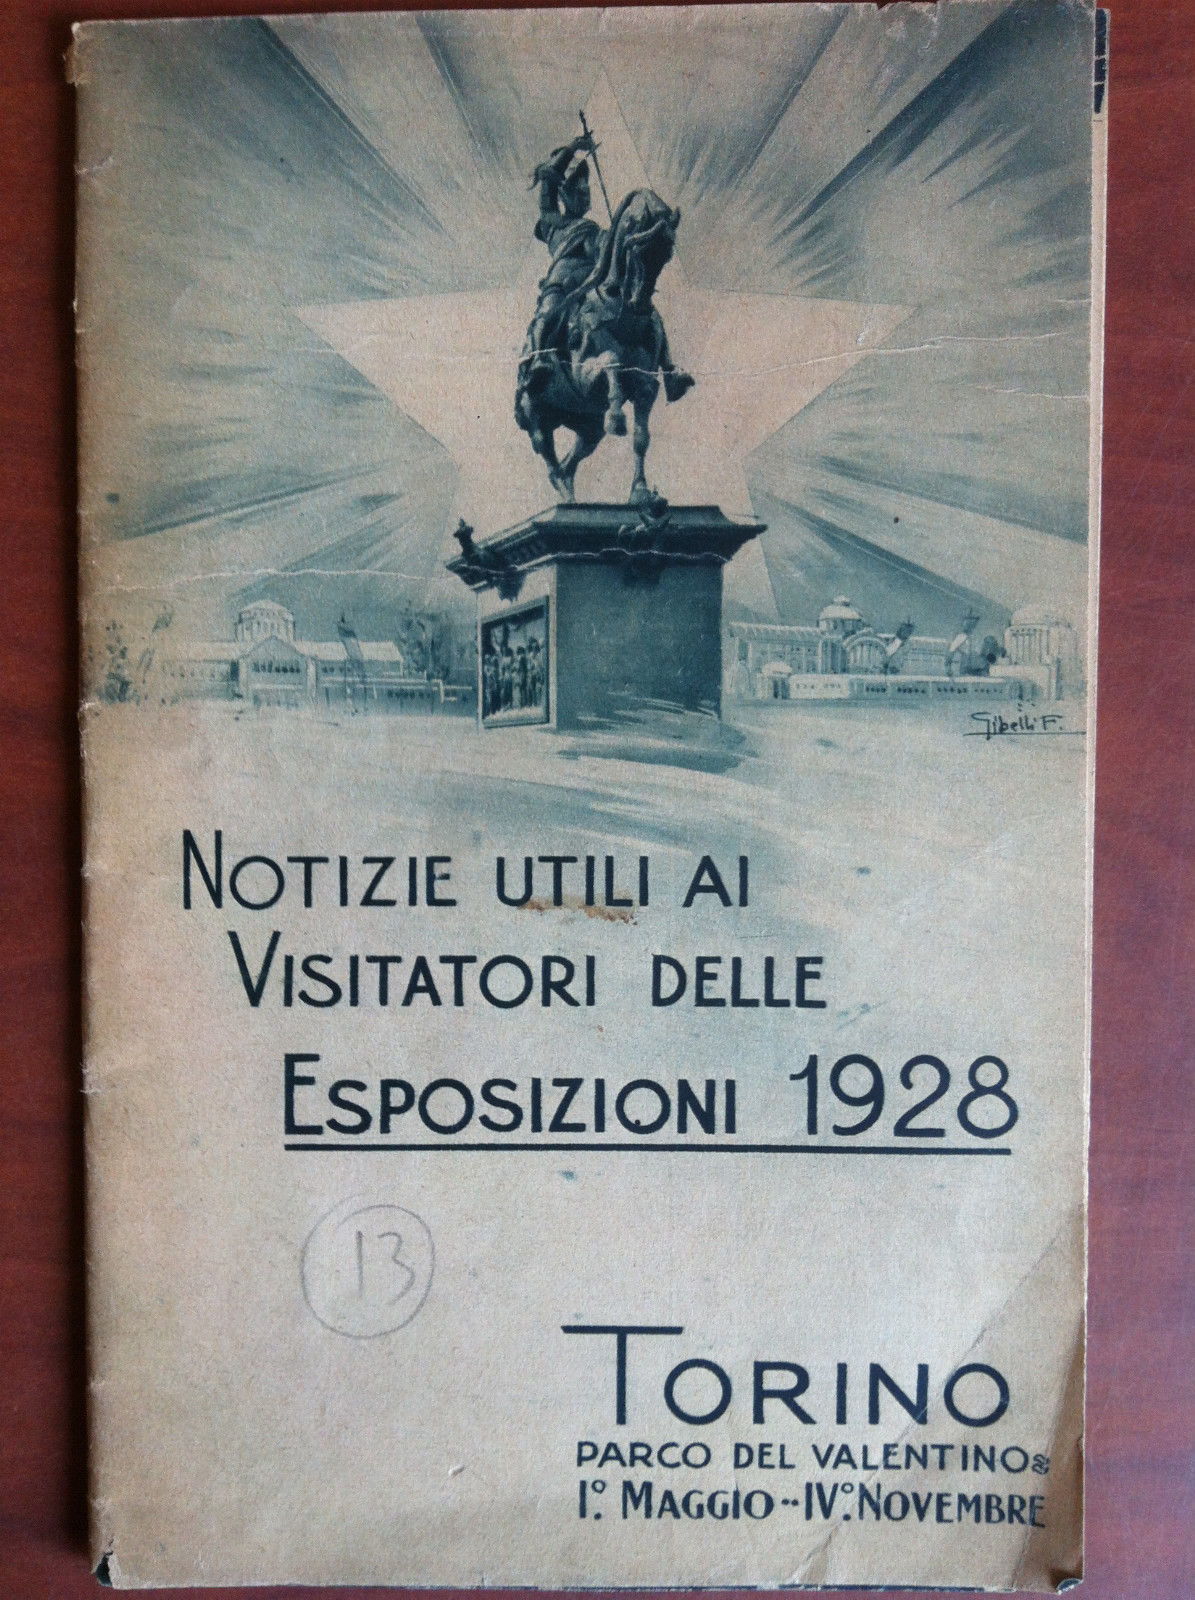 Gibelli F.
NOTIZIE UTILI AI
VISITATORI DELLE
ESPOSIZIONI 1928
13
TORINO
PARCO DEL VALENTINO
I° MAGGIO--IV°. NOVEMBRE